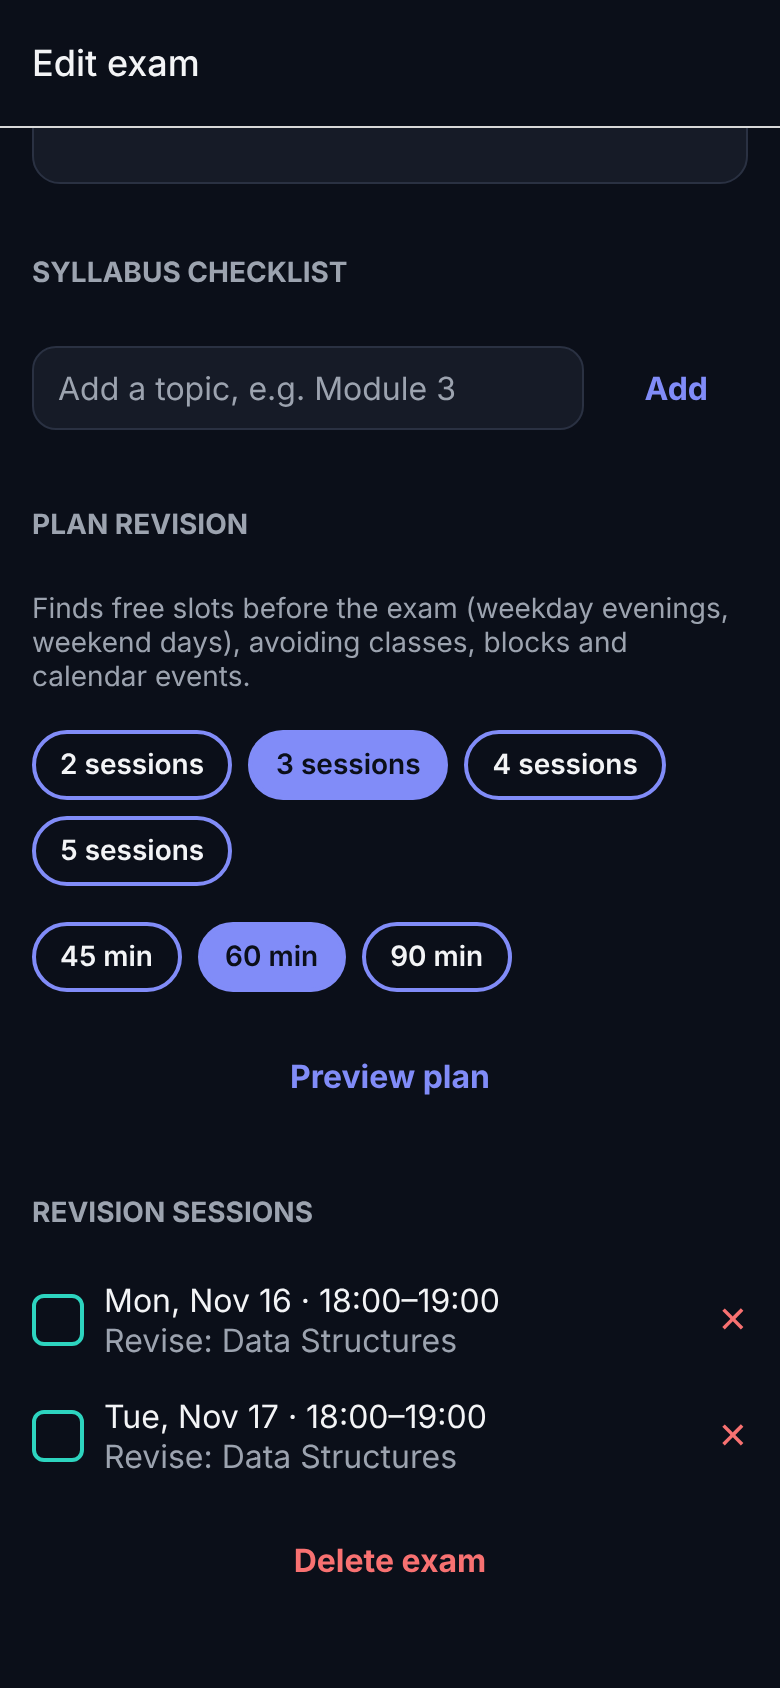 Edit exam
SYLLABUS CHECKLIST
Add a topic, e.g. Module 3
Add
PLAN REVISION
Finds free slots before the exam (weekday evenings,
weekend days), avoiding classes, blocks and
calendar events.
2 sessions
3 sessions
4 sessions
5 sessions
45 min
60 min
90 min
Preview plan
REVISION SESSIONS
Mon, Nov 16 · 18:00–19:00
Revise: Data Structures
Tue, Nov 17 · 18:00–19:00
Revise: Data Structures
Delete exam